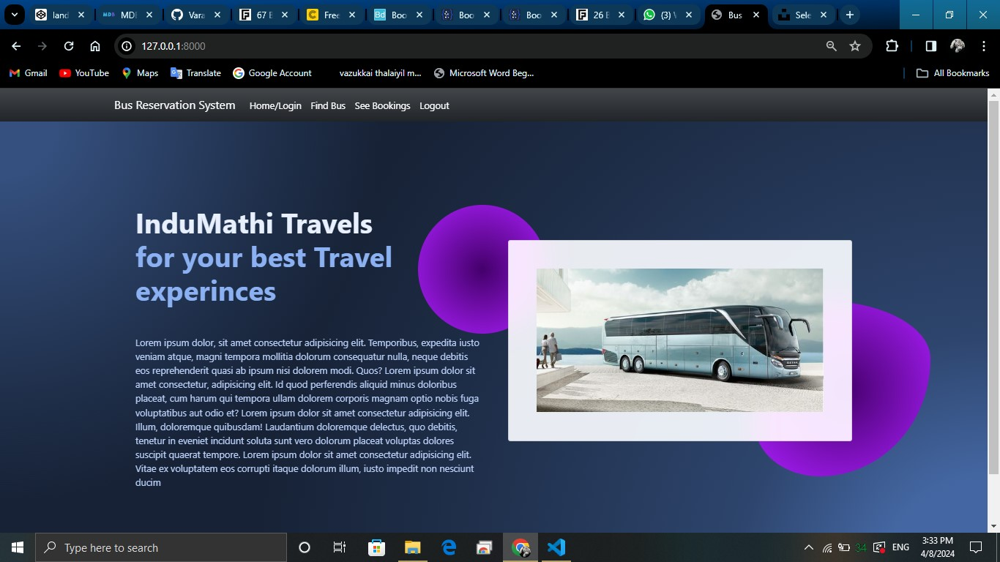 land
MDB MDI
Vara
67 E
Free
Bd Boo
Boo
Boo
26 E
(3) V
Bus
Sele
127.0.0.1:8000
Gmail
YouTube
Maps
Translate
Google Account
vazukkai thalaiyil m...
Microsoft Word Beg...
All Bookmarks
Bus Reservation System
Home/Login
Find Bus
See Bookings
Logout
InduMathi Travels
for your best Travel
experinces
Lorem ipsum dolor, sit amet consectetur adipisicing elit. Temporibus, expedita iusto
veniam atque, magni tempora mollitia dolorum consequatur nulla, neque debitis
eos reprehenderit quasi ab ipsum nisi dolorem modi. Quos? Lorem ipsum dolor sit
amet consectetur, adipisicing elit. Id quod perferendis aliquid minus doloribus
placeat, cum harum qui tempora ullam dolorem corporis magnam optio nobis fuga
voluptatibus aut odio et? Lorem ipsum dolor sit amet consectetur adipisicing elit.
Illum, doloremque quibusdam! Laudantium doloremque delectus, quo debitis,
tenetur in eveniet incidunt soluta sunt vero dolorum placeat voluptas dolores
suscipit quaerat tempore. Lorem ipsum dolor sit amet consectetur adipisicing elit.
Vitae ex voluptatem eos corrupti itaque dolorum illum, iusto impedit non nesciunt
ducim
Type here to search
34
ENG
3:33 PM
4/8/2024